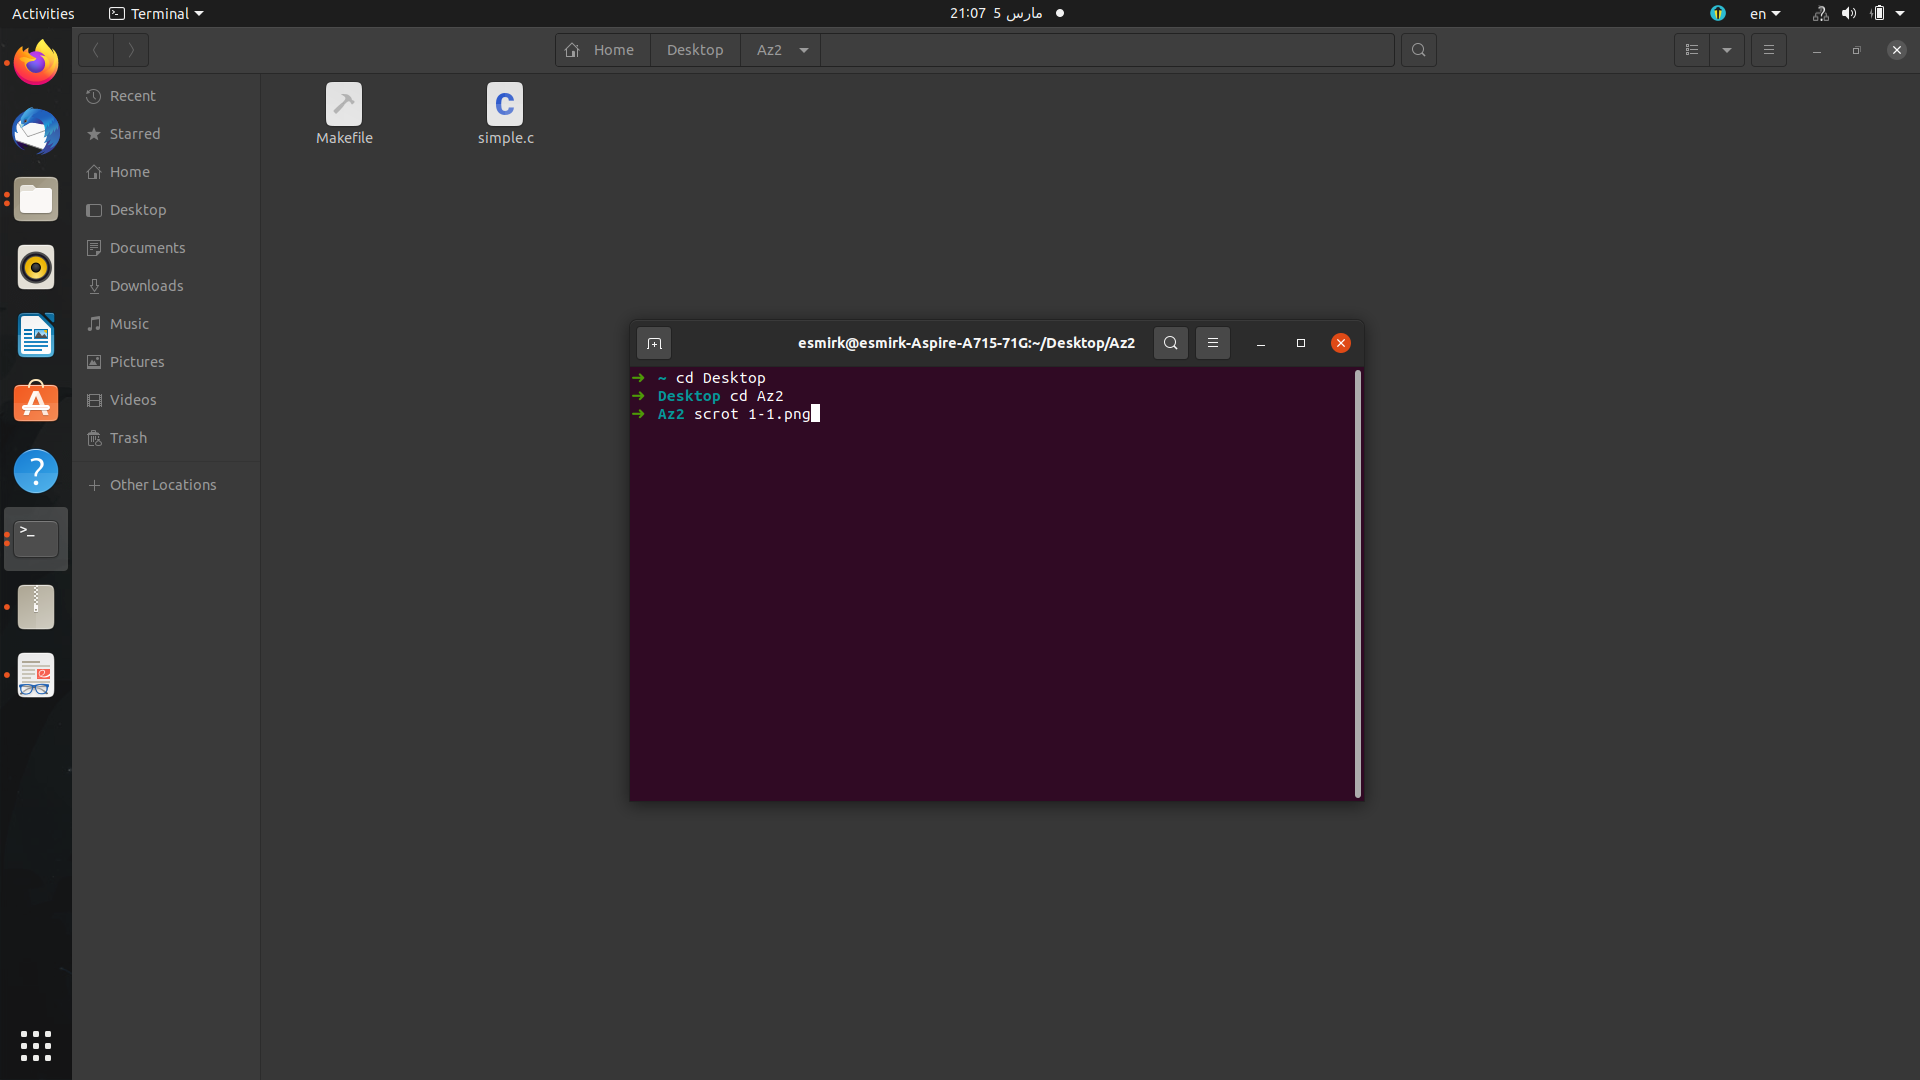 Activities
Terminal
21:07 مارس 5
en
Home
Desktop
Az2
Recent
Starred
Home
Desktop
Documents
Downloads
Music
Pictures
Videos
Trash
Other Locations
Makefile
simple.c
esmirk@esmirk-Aspire-A715-71G:~/Desktop/Az2
➜ ~ cd Desktop
➜ Desktop cd Az2
➜ Az2 scrot 1-1.png